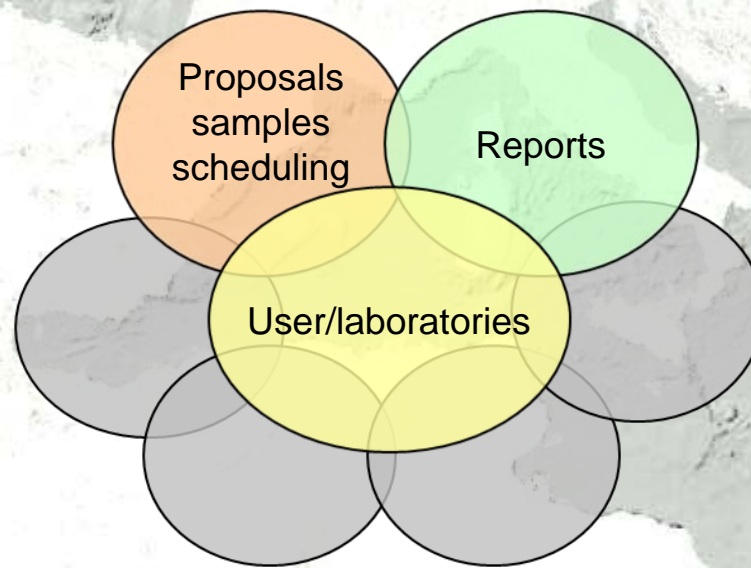 Proposals
samples
scheduling
Reports
User/laboratories